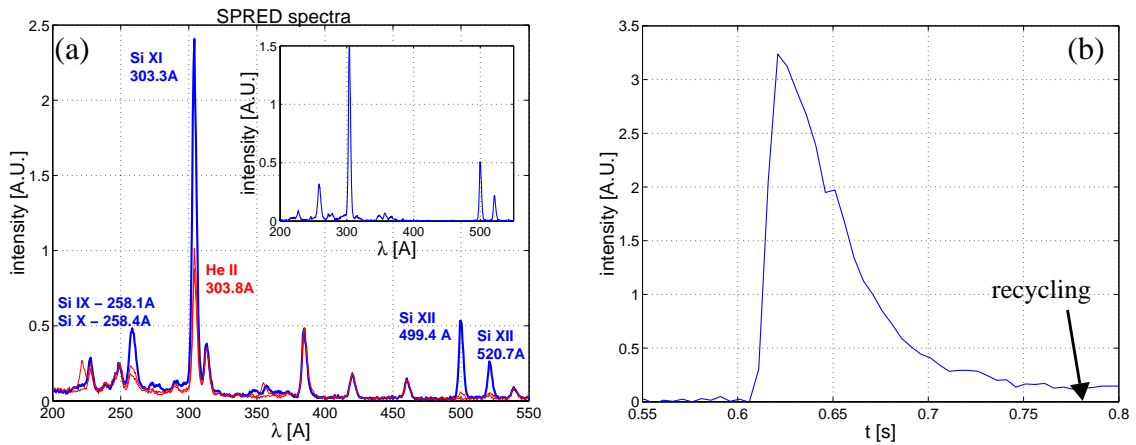 SPRED spectra
(a)
2.5
2
1.5
1
0.5
0
200
250
300
350
400
450
500
550
λ [A]
intensity [A.U.]
Si XI
303.3A
He II
303.8A
Si IX – 258.1A
Si X – 258.4A
Si XII
499.4 A
Si XII
520.7A
1.5
1
0.5
0
200
300
400
500
λ [A]
intensity [A.U.]
(b)
3.5
3
2.5
2
1.5
1
0.5
0
0.55
0.6
0.65
0.7
0.75
0.8
t [s]
intensity [A.U.]
recycling